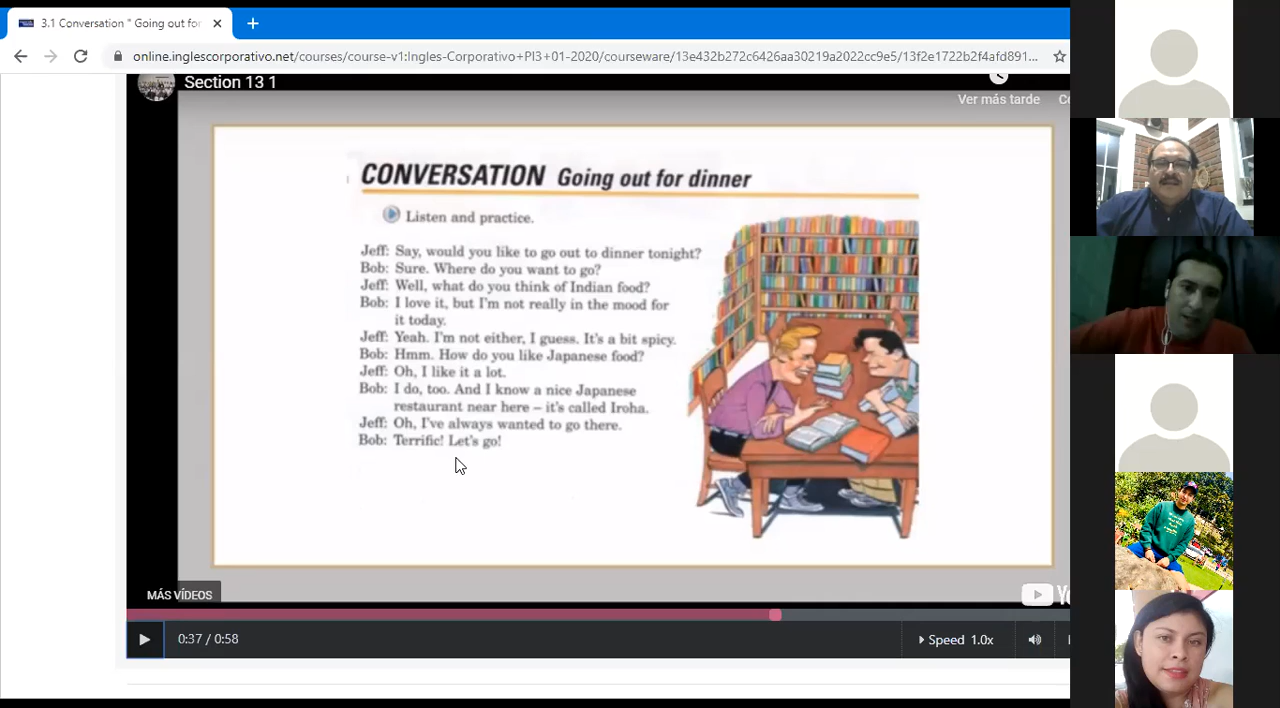 3.1 Conversation " Going out for
online.inglescorporativo.net/courses/course-v1:Ingles-Corporativo+PI3+01-2020/courseware/13e432b272c6426aa30219a2022cc9e5/13f2e1722b2f4afd891...
Section 13 1
Ver más tarde
CONVERSATION Going out for dinner
Listen and practice.
Jeff: Say, would you like to go out to dinner tonight?
Bob: Sure. Where do you want to go?
Jeff: Well, what do you think of Indian food?
Bob: I love it, but I'm not really in the mood for
it today.
Jeff: Yeah. I'm not either, I guess. It's a bit spicy.
Bob: Hmm. How do you like Japanese food?
Jeff: Oh, I like it a lot.
Bob: I do, too. And I know a nice Japanese
restaurant near here – it's called Iroha.
Jeff: Oh, I've always wanted to go there.
Bob: Terrific! Let's go!
MÁS VÍDEOS
0:37 / 0:58
Speed 1.0x